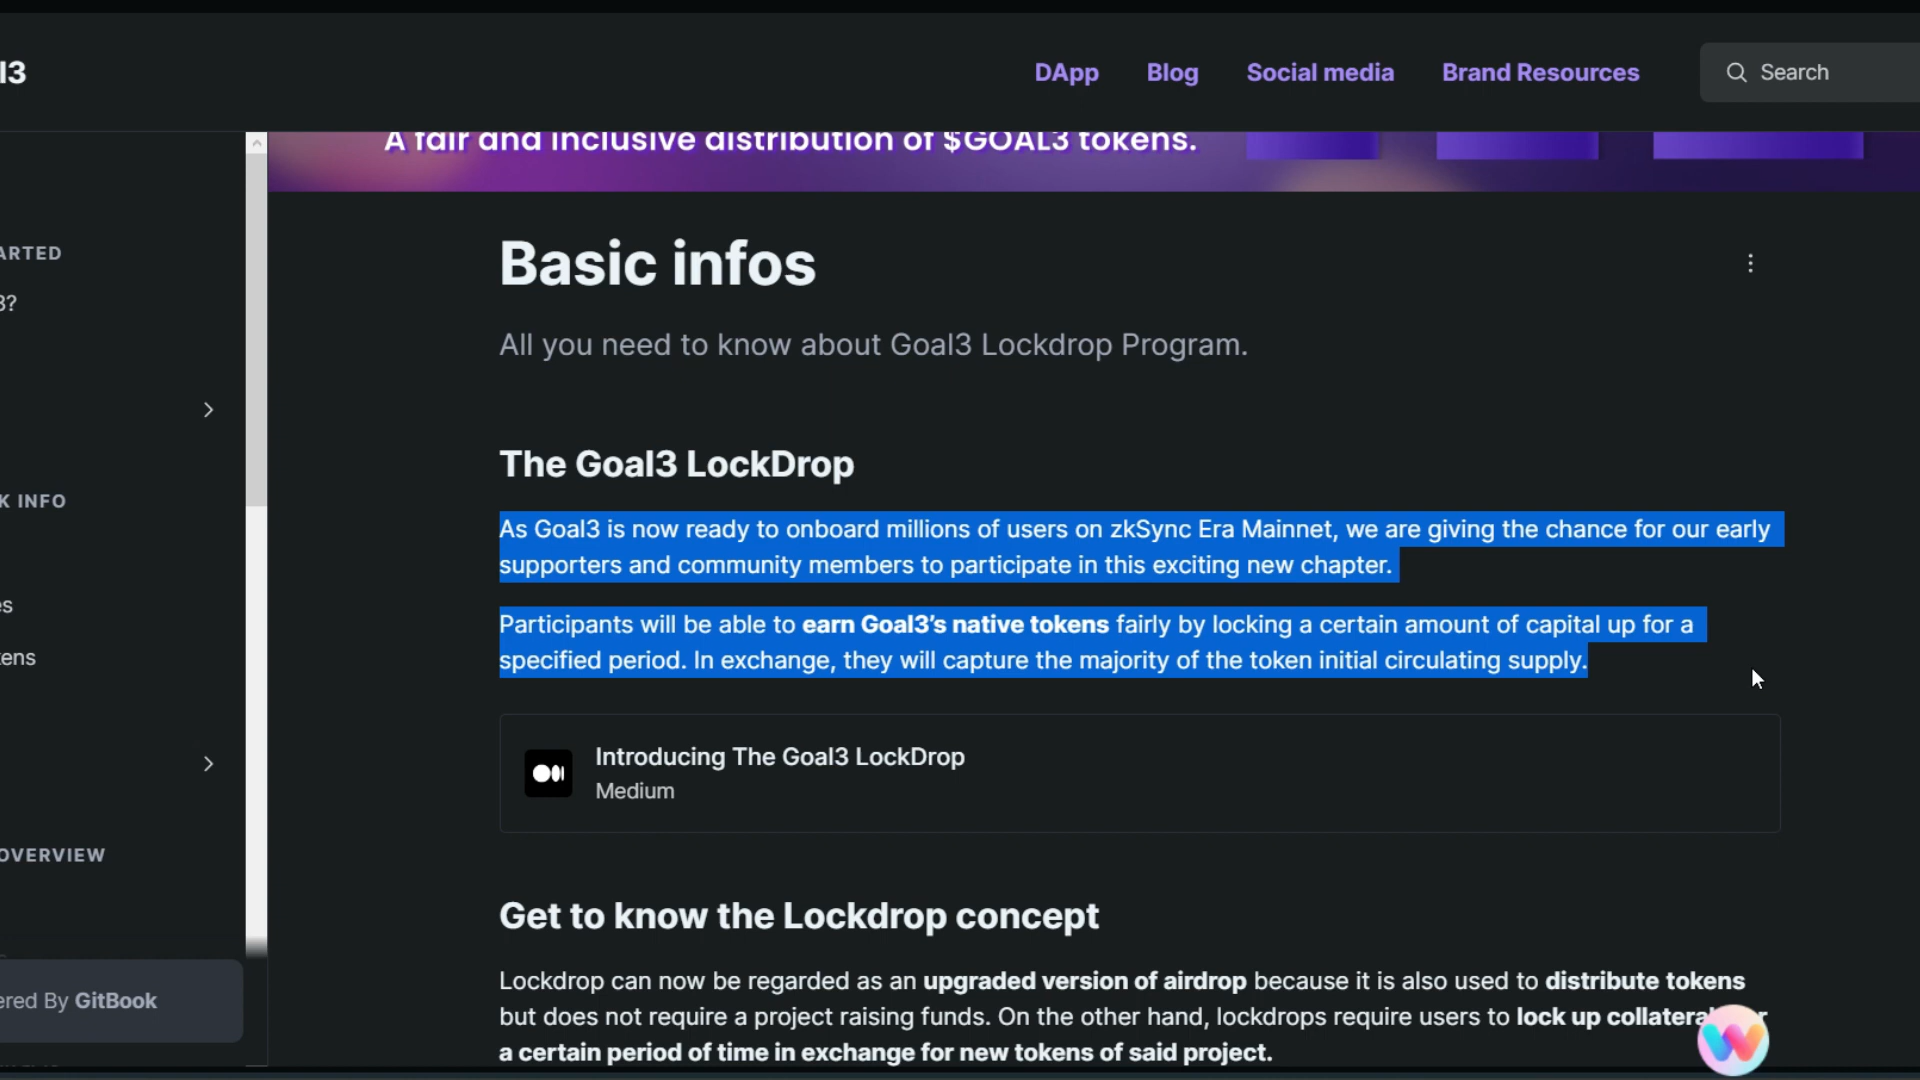 l3
DApp
Blog
Social media
Brand Resources
Search
A fair and inclusive distribution of $GOAL3 tokens.
ARTED
3?
K INFO
es
ens
OVERVIEW
ered By GitBook
Basic infos
All you need to know about Goal3 Lockdrop Program.
The Goal3 LockDrop
As Goal3 is now ready to onboard millions of users on zkSync Era Mainnet, we are giving the chance for our early
supporters and community members to participate in this exciting new chapter.
Participants will be able to earn Goal3’s native tokens fairly by locking a certain amount of capital up for a
specified period. In exchange, they will capture the majority of the token initial circulating supply.
Introducing The Goal3 LockDrop
Medium
Get to know the Lockdrop concept
Lockdrop can now be regarded as an upgraded version of airdrop because it is also used to distribute tokens
but does not require a project raising funds. On the other hand, lockdrops require users to lock up collatera
a certain period of time in exchange for new tokens of said project.